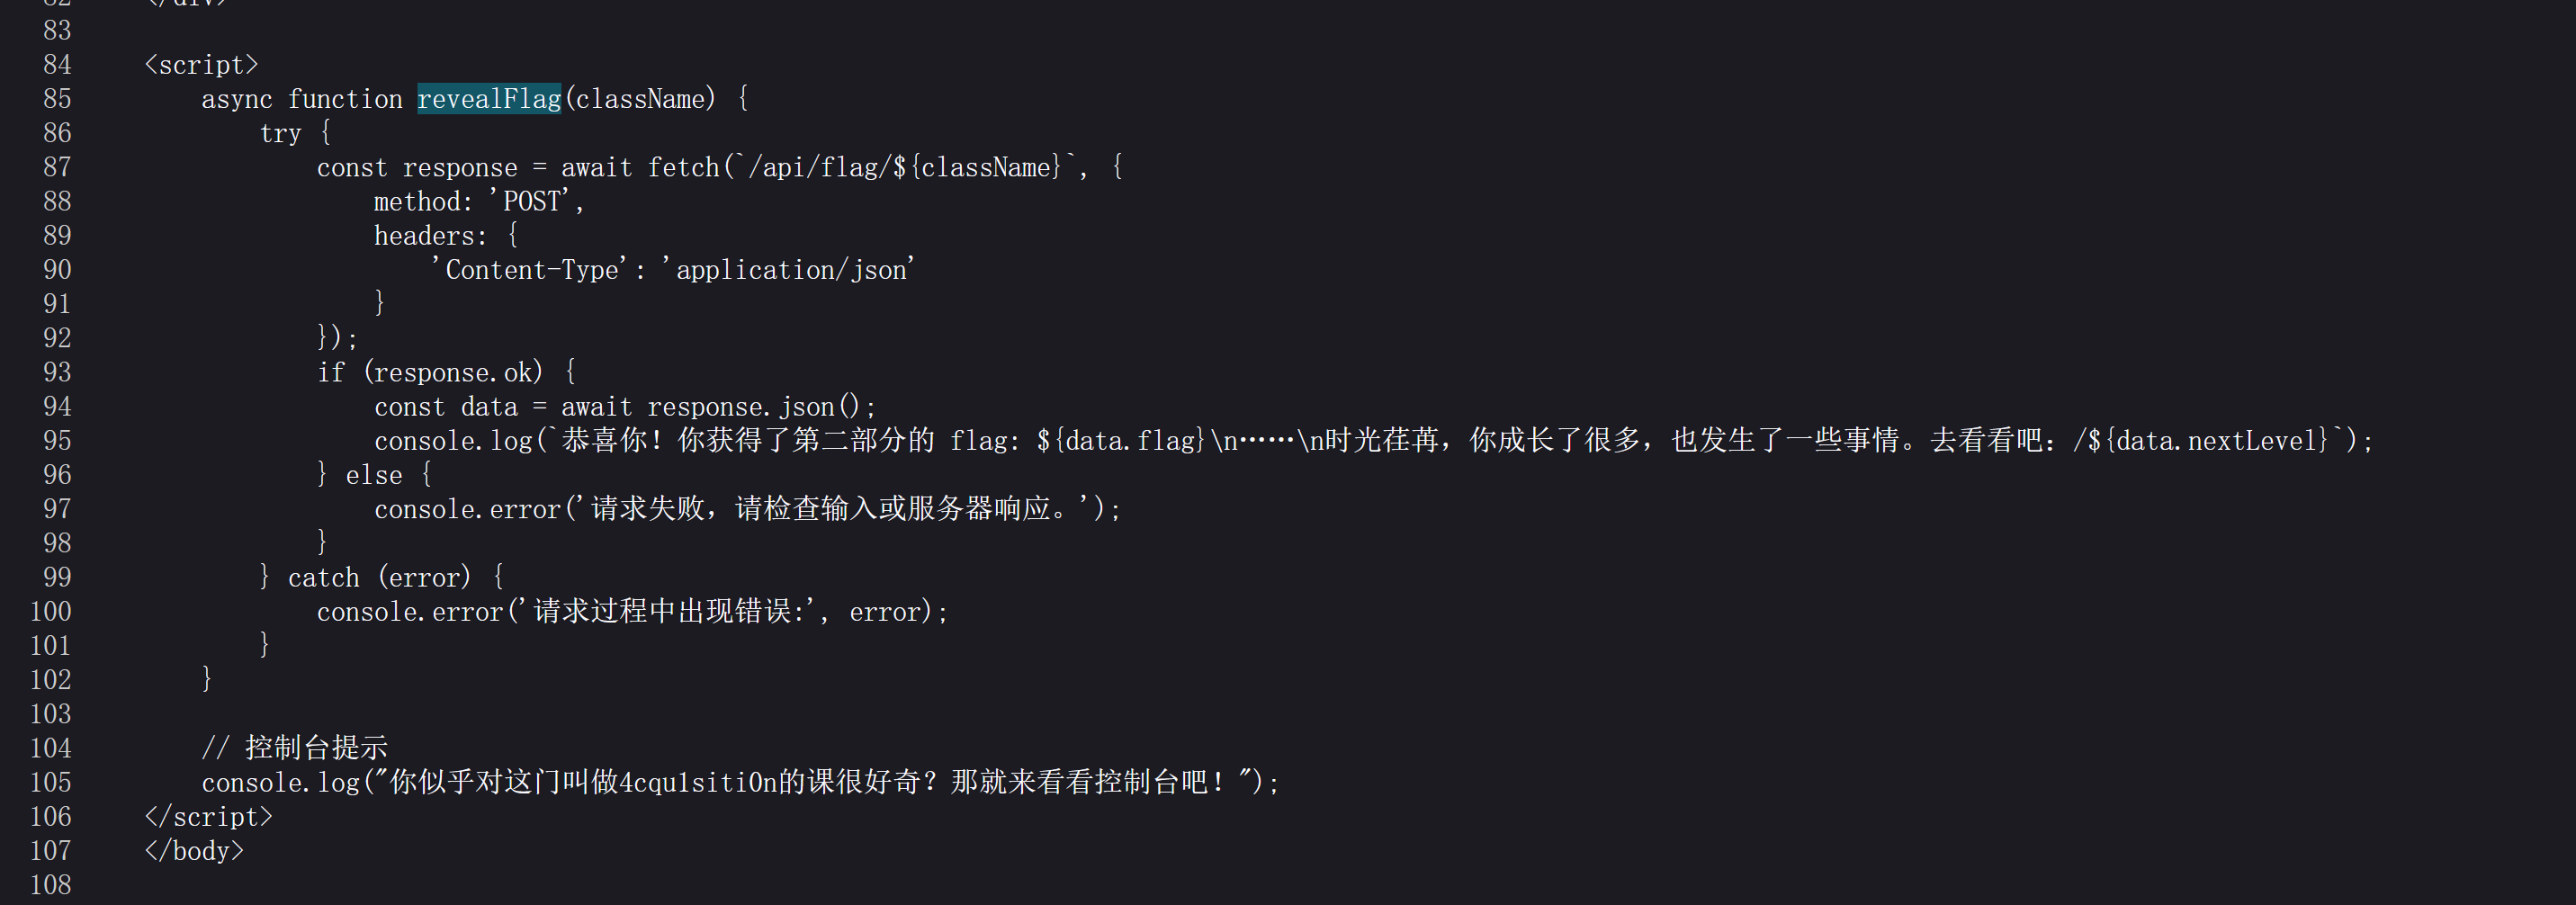 82 </div>
83
84 <script>
85 async function revealFlag(className) {
86 try {
87 const response = await fetch(`/api/flag/${className}`, {
88 method: 'POST',
89 headers: {
90 'Content-Type': 'application/json'
91 }
92 });
93 if (response.ok) {
94 const data = await response.json();
95 console.log(`恭喜你！你获得了第二部分的 flag: ${data.flag}\n……\n时光荏苒，你成长了很多，也发生了一些事情。去看看吧：/${data.nextLevel}`);
96 } else {
97 console.error('请求失败，请检查输入或服务器响应。');
98 }
99 } catch (error) {
100 console.error('请求过程中出现错误:', error);
101 }
102 }
103
104 // 控制台提示
105 console.log("你似乎对这门叫做4cqu1siti0n的课很好奇？那就来看看控制台吧！");
106 </script>
107 </body>
108